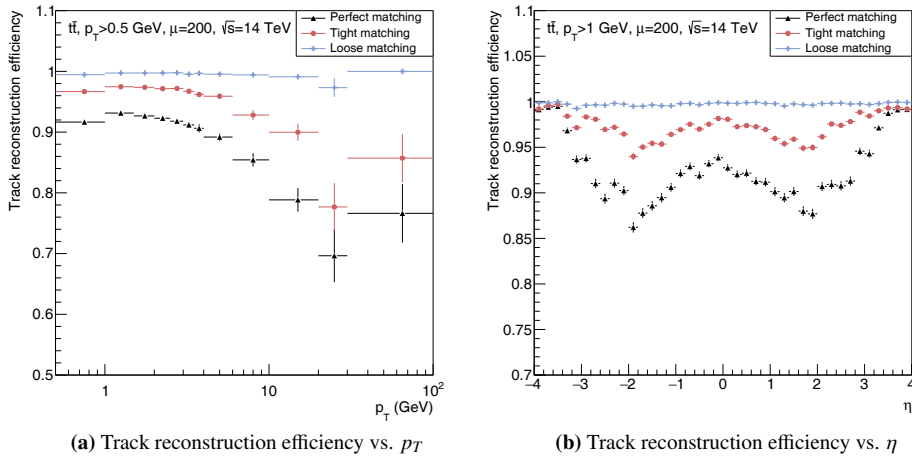 tt̄, p_T>0.5 GeV, μ=200, √s=14 TeV
Perfect matching
Tight matching
Loose matching
Track reconstruction efficiency
1.1
1
0.9
0.8
0.7
0.6
0.5
1
10
10²
p_T (GeV)
(a) Track reconstruction efficiency vs. p_T
tt̄, p_T>1 GeV, μ=200, √s=14 TeV
Perfect matching
Tight matching
Loose matching
Track reconstruction efficiency
1.1
1.05
1
0.95
0.9
0.85
0.8
0.75
0.7
−4
−3
−2
−1
0
1
2
3
4
η
(b) Track reconstruction efficiency vs. η